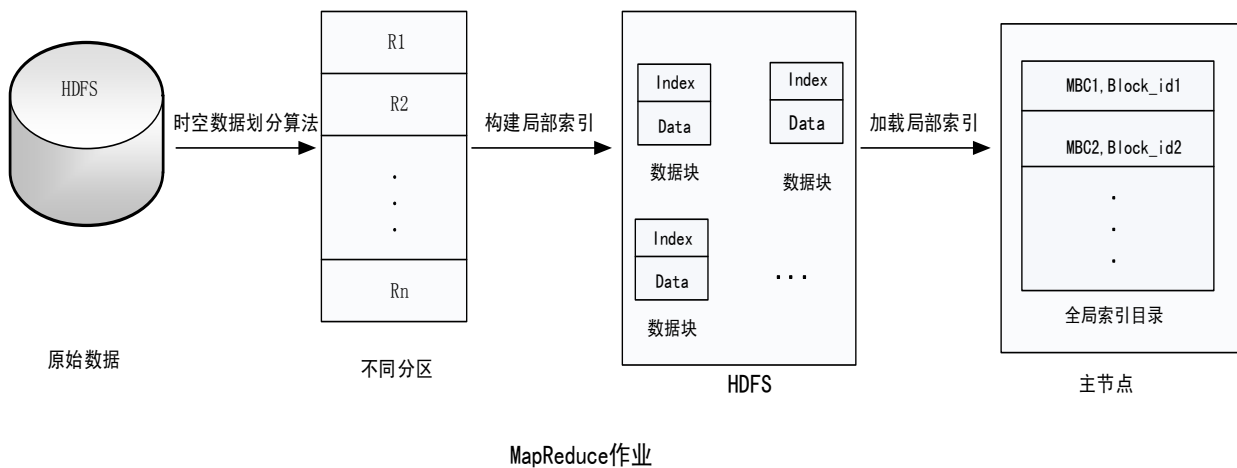 HDFS
原始数据
时空数据划分算法
R1
R2
.
.
.
Rn
不同分区
构建局部索引
Index
Data
数据块
Index
Data
数据块
Index
Data
数据块
...
HDFS
加载局部索引
MBC1,Block_id1
MBC2,Block_id2
.
.
.
全局索引目录
主节点
MapReduce作业